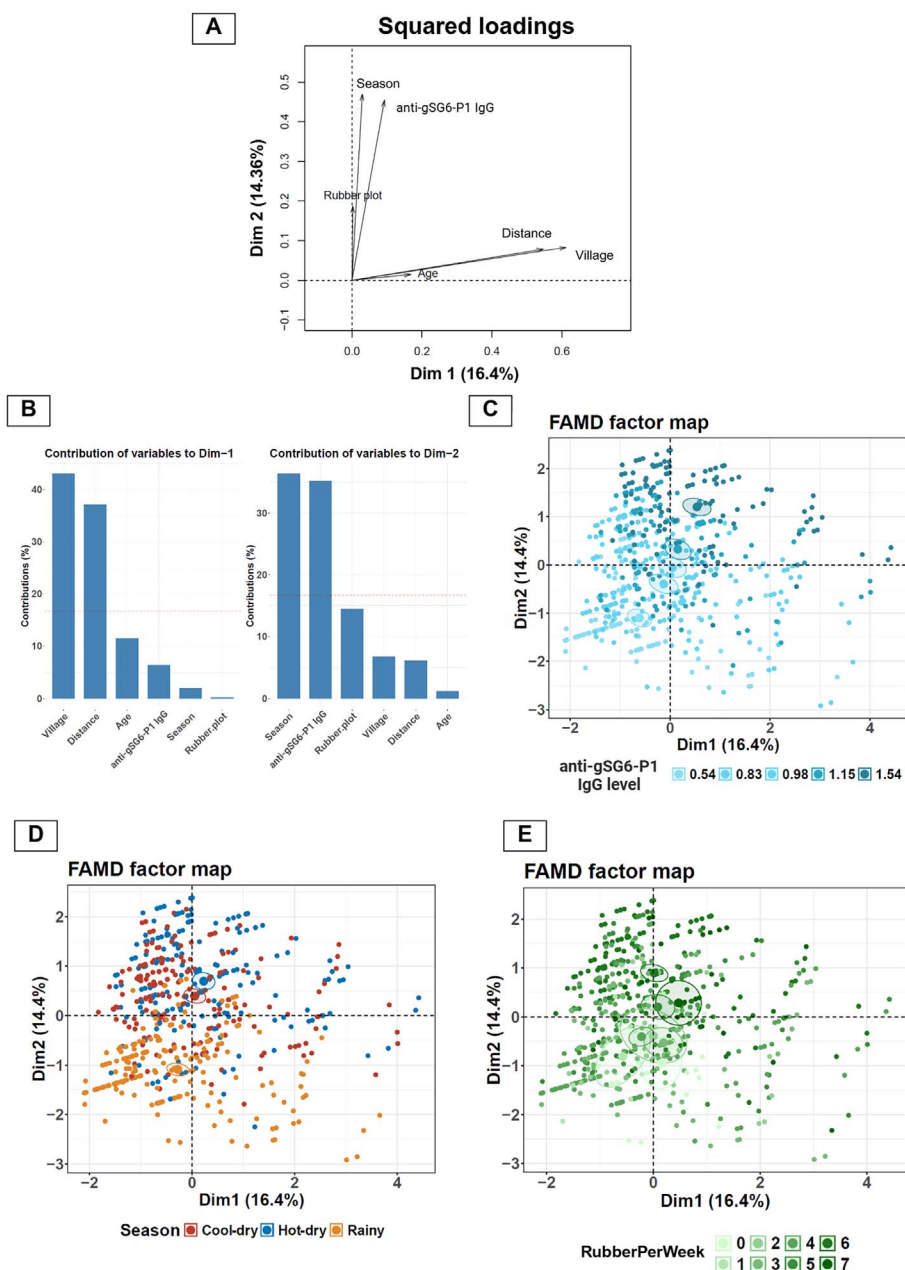 A
Squared loadings
Dim 2 (14.36%)
0.5
0.4
0.3
0.2
0.1
0.0
−0.1
Season
anti-gSG6-P1 IgG
Rubber plot
Distance
Village
Age
0.0 0.2 0.4 0.6
Dim 1 (16.4%)
B
Contribution of variables to Dim−1
Contributions (%)
40
30
20
10
0
Village Distance Age anti-gSG6-P1 IgG Season Rubber.plot
Contribution of variables to Dim−2
Contributions (%)
30
20
10
0
Season anti-gSG6-P1 IgG Rubber.plot Village Distance Age
C
FAMD factor map
Dim2 (14.4%)
2
1
0
−1
−2
−3
−2 0 2 4
Dim1 (16.4%)
anti-gSG6-P1
IgG level
0.54 0.83 0.98 1.15 1.54
D
FAMD factor map
Dim2 (14.4%)
2
1
0
−1
−2
−3
−2 0 2 4
Dim1 (16.4%)
Season Cool-dry Hot-dry Rainy
E
FAMD factor map
Dim2 (14.4%)
2
1
0
−1
−2
−3
−2 0 2 4
Dim1 (16.4%)
RubberPerWeek
0 2 4 6
1 3 5 7